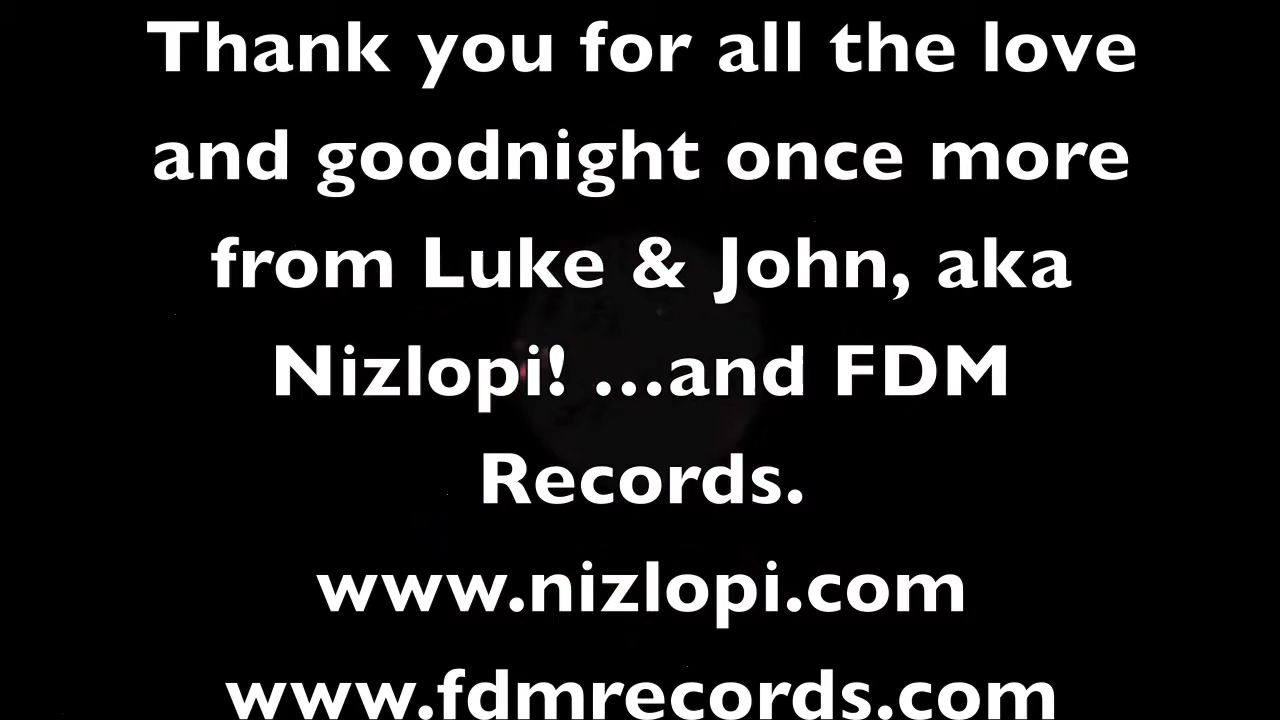 Thank you for all the love
and goodnight once more
from Luke & John, aka
Nizlopi! ...and FDM
Records.
www.nizlopi.com
www.fdmrecords.com